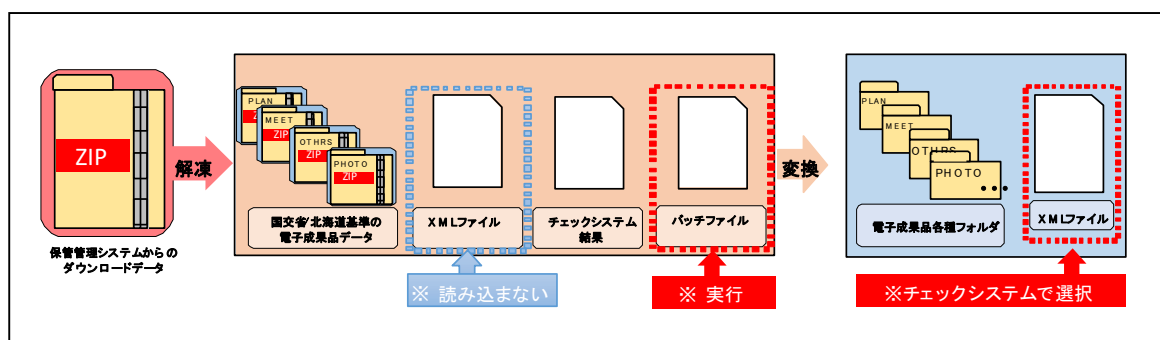 ZIP
保管管理システムからの
ダウンロードデータ
解凍
PLAN
ZIP
MEET
ZIP
OTHRS
ZIP
PHOTO
ZIP
国交省/北海道基準の
電子成果品データ
XMLファイル
チェックシステム
結果
バッチファイル
※ 読み込まない
※ 実行
変換
PLAN
MEET
OTHRS
PHOTO
•••
電子成果品各種フォルダ
XMLファイル
※チェックシステムで選択